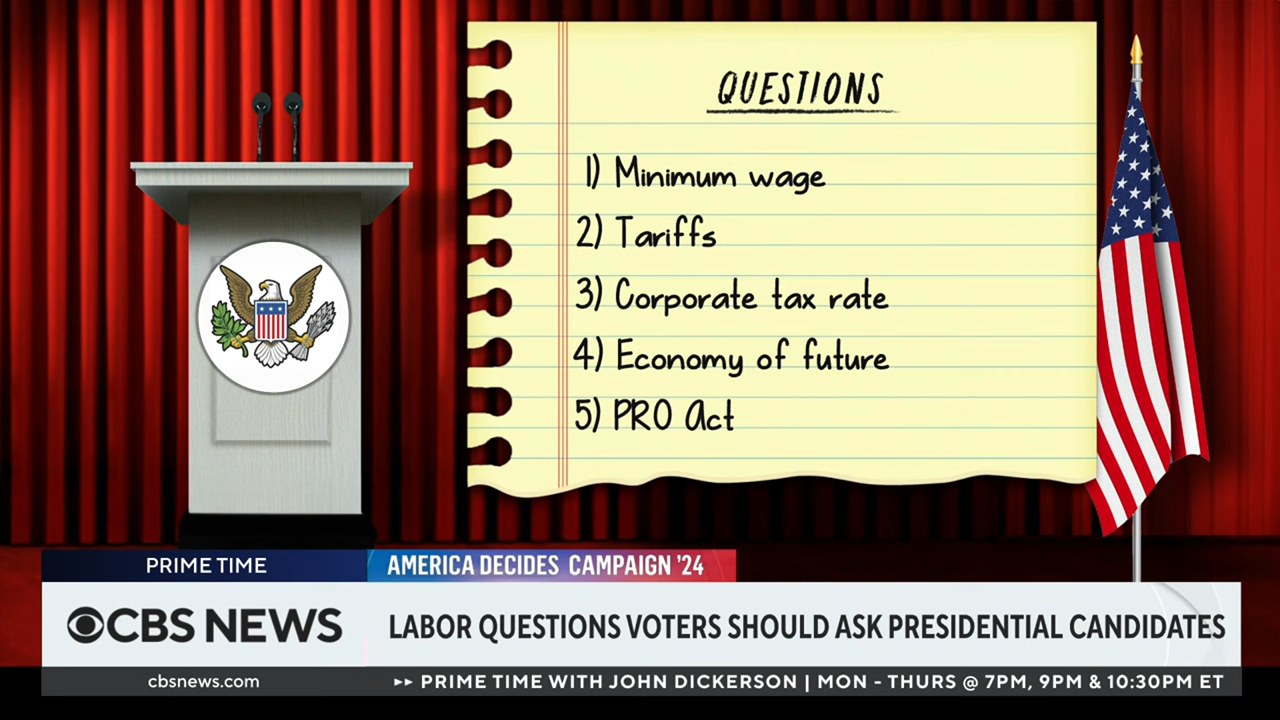 QUESTIONS
1) Minimum wage
2) Tariffs
3) Corporate tax rate
4) Economy of future
5) PRO Act
PRIME TIME
AMERICA DECIDES CAMPAIGN '24
CBS NEWS
LABOR QUESTIONS VOTERS SHOULD ASK PRESIDENTIAL CANDIDATES
cbsnews.com
▸▸ PRIME TIME WITH JOHN DICKERSON | MON - THURS @ 7PM, 9PM & 10:30PM ET